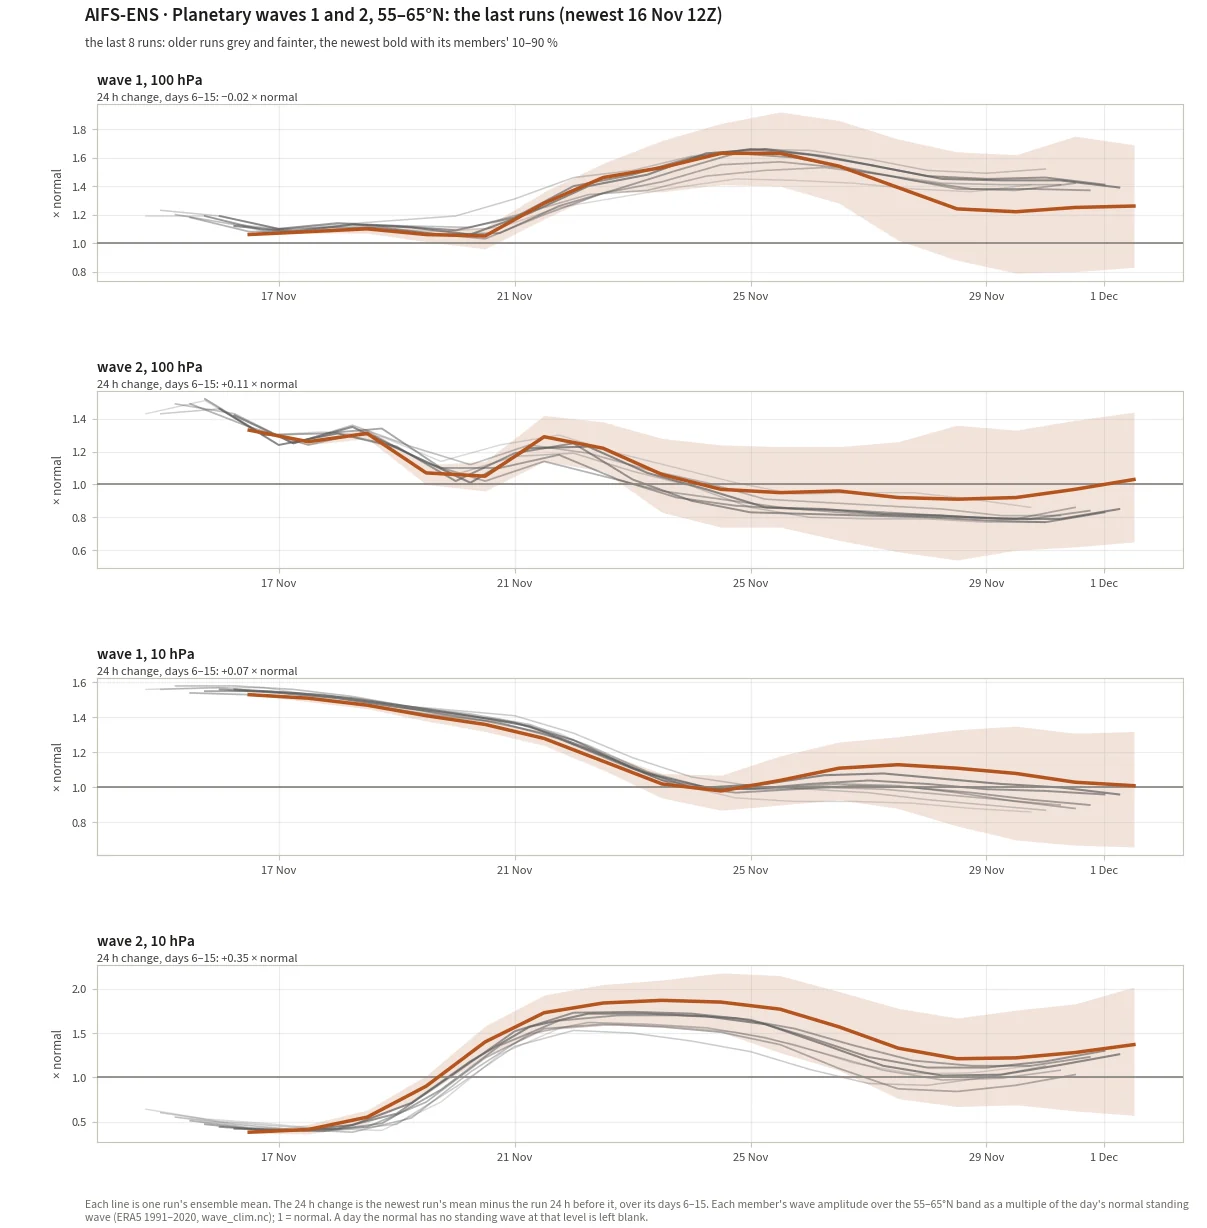 AIFS-ENS · Planetary waves 1 and 2, 55–65°N: the last runs (newest 16 Nov 12Z)
the last 8 runs: older runs grey and fainter, the newest bold with its members' 10–90 %
wave 1, 100 hPa
24 h change, days 6–15: −0.02 × normal
1.8
1.6
1.4
1.2
1.0
0.8
× normal
17 Nov
21 Nov
25 Nov
29 Nov
1 Dec
wave 2, 100 hPa
24 h change, days 6–15: +0.11 × normal
1.4
1.2
1.0
0.8
0.6
× normal
17 Nov
21 Nov
25 Nov
29 Nov
1 Dec
wave 1, 10 hPa
24 h change, days 6–15: +0.07 × normal
1.6
1.4
1.2
1.0
0.8
× normal
17 Nov
21 Nov
25 Nov
29 Nov
1 Dec
wave 2, 10 hPa
24 h change, days 6–15: +0.35 × normal
2.0
1.5
1.0
0.5
× normal
17 Nov
21 Nov
25 Nov
29 Nov
1 Dec
Each line is one run's ensemble mean. The 24 h change is the newest run's mean minus the run 24 h before it, over its days 6–15. Each member's wave amplitude over the 55–65°N band as a multiple of the day's normal standing
wave (ERA5 1991–2020, wave_clim.nc); 1 = normal. A day the normal has no standing wave at that level is left blank.